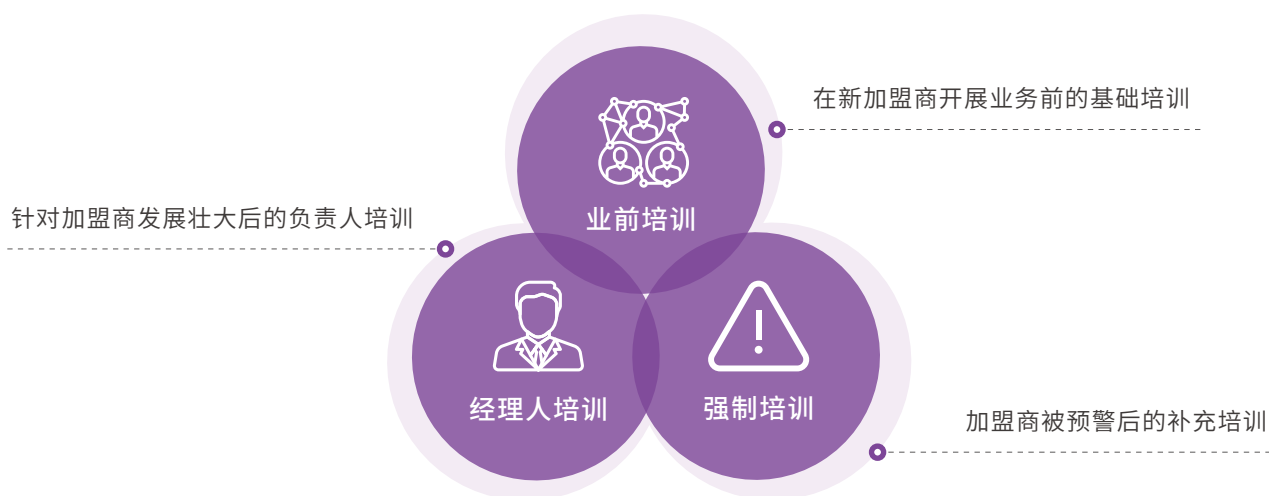 在新加盟商开展业务前的基础培训
业前培训
针对加盟商发展壮大后的负责人培训
经理人培训
强制培训
加盟商被预警后的补充培训